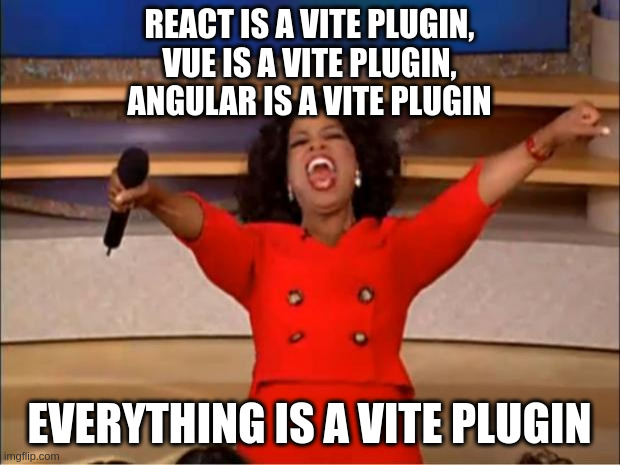 REACT IS A VITE PLUGIN,
VUE IS A VITE PLUGIN,
ANGULAR IS A VITE PLUGIN
EVERYTHING IS A VITE PLUGIN
imgflip.com